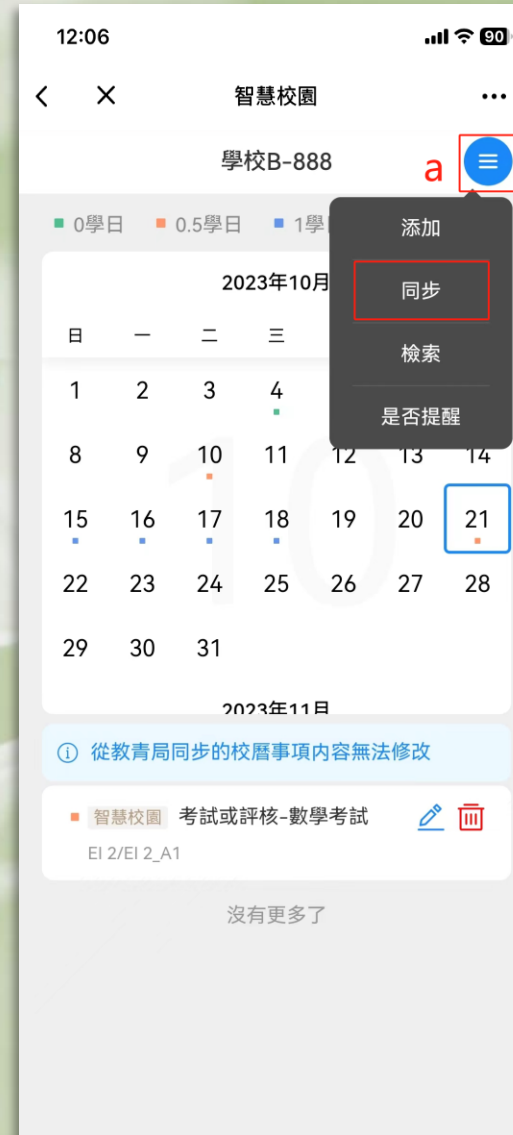 12:06 90
智慧校園
學校B-888 a
0學日 0.5學日 1學
添加
2023年10月
同步
日 一 二 三
檢索
1 2 3 4
是否提醒
8 9 10 11 12 13 14
15 16 17 18 19 20 21
22 23 24 25 26 27 28
29 30 31
10
2023年11月
從教青局同步的校曆事項內容無法修改
智慧校園 考試或評核-數學考試
EI 2/EI 2_A1
沒有更多了